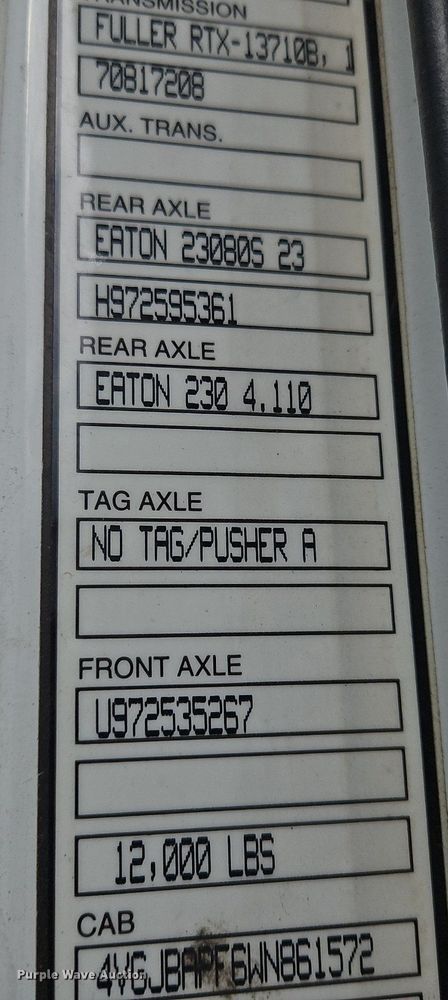 TRANSMISSION
FULLER RTX-13710B, 1
70817208
AUX. TRANS.
REAR AXLE
EATON 23080S 23
H972595361
REAR AXLE
EATON 230 4.110
TAG AXLE
NO TAG/PUSHER A
FRONT AXLE
U972535267
12,000 LBS
CAB
Purple Wave Auction